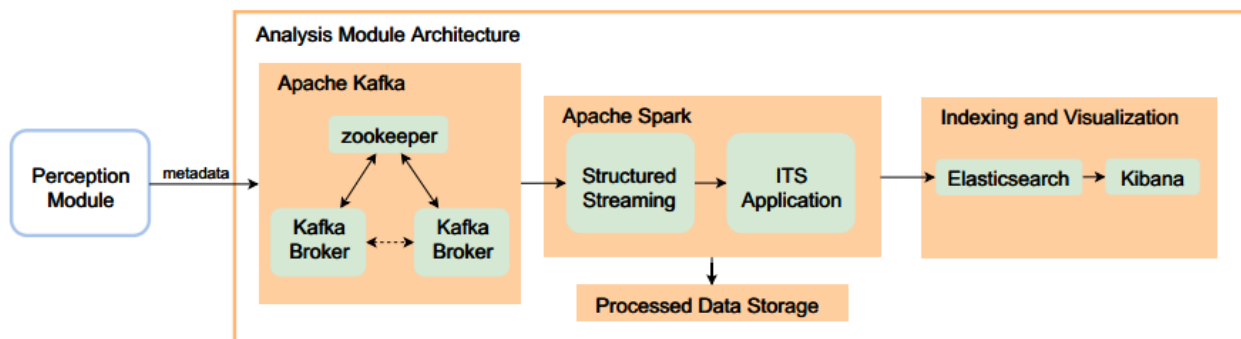 Analysis Module Architecture
Apache Kafka
zookeeper
Kafka
Broker
Kafka
Broker
Perception
Module
metadata
Apache Spark
Structured
Streaming
ITS
Application
Processed Data Storage
Indexing and Visualization
Elasticsearch
Kibana